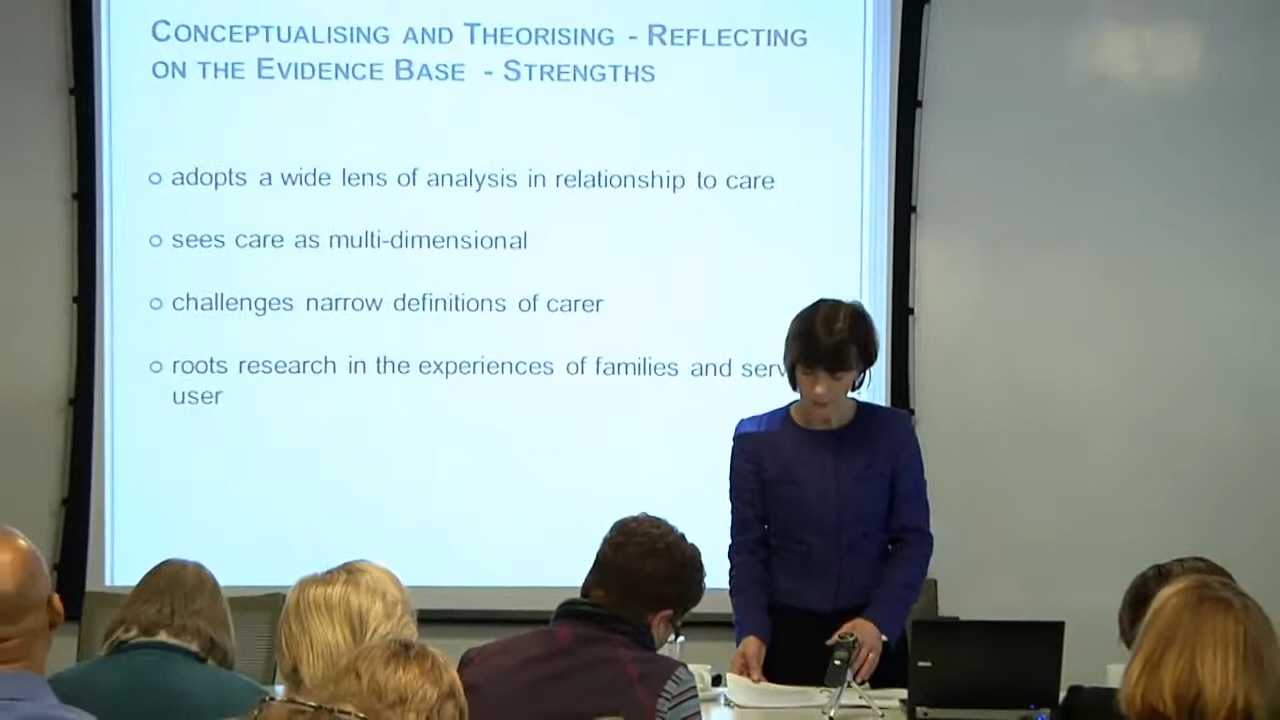 CONCEPTUALISING AND THEORISING - REFLECTING
ON THE EVIDENCE BASE - STRENGTHS
adopts a wide lens of analysis in relationship to care
sees care as multi-dimensional
challenges narrow definitions of carer
roots research in the experiences of families and
user